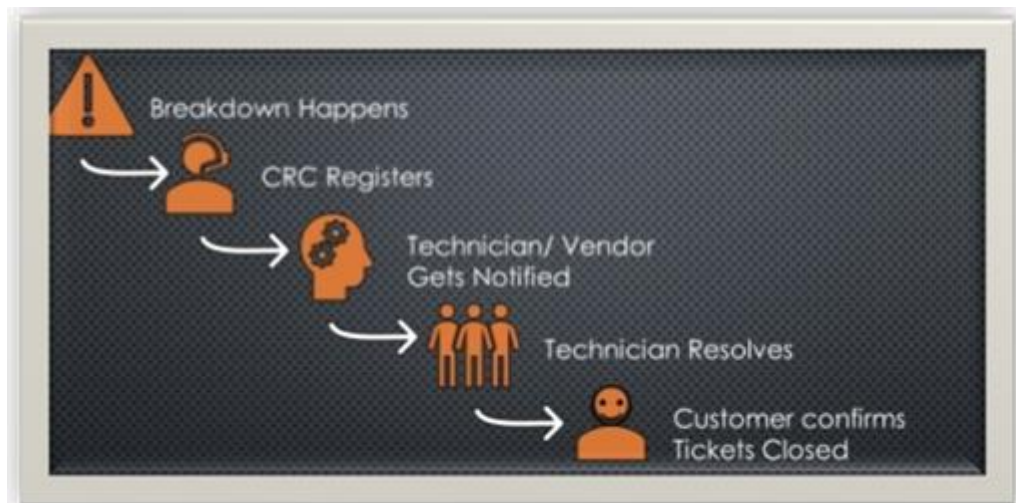 Breakdown Happens
CRC Registers
Technician/ Vendor
Gets Notified
Technician Resolves
Customer confirms
Tickets Closed